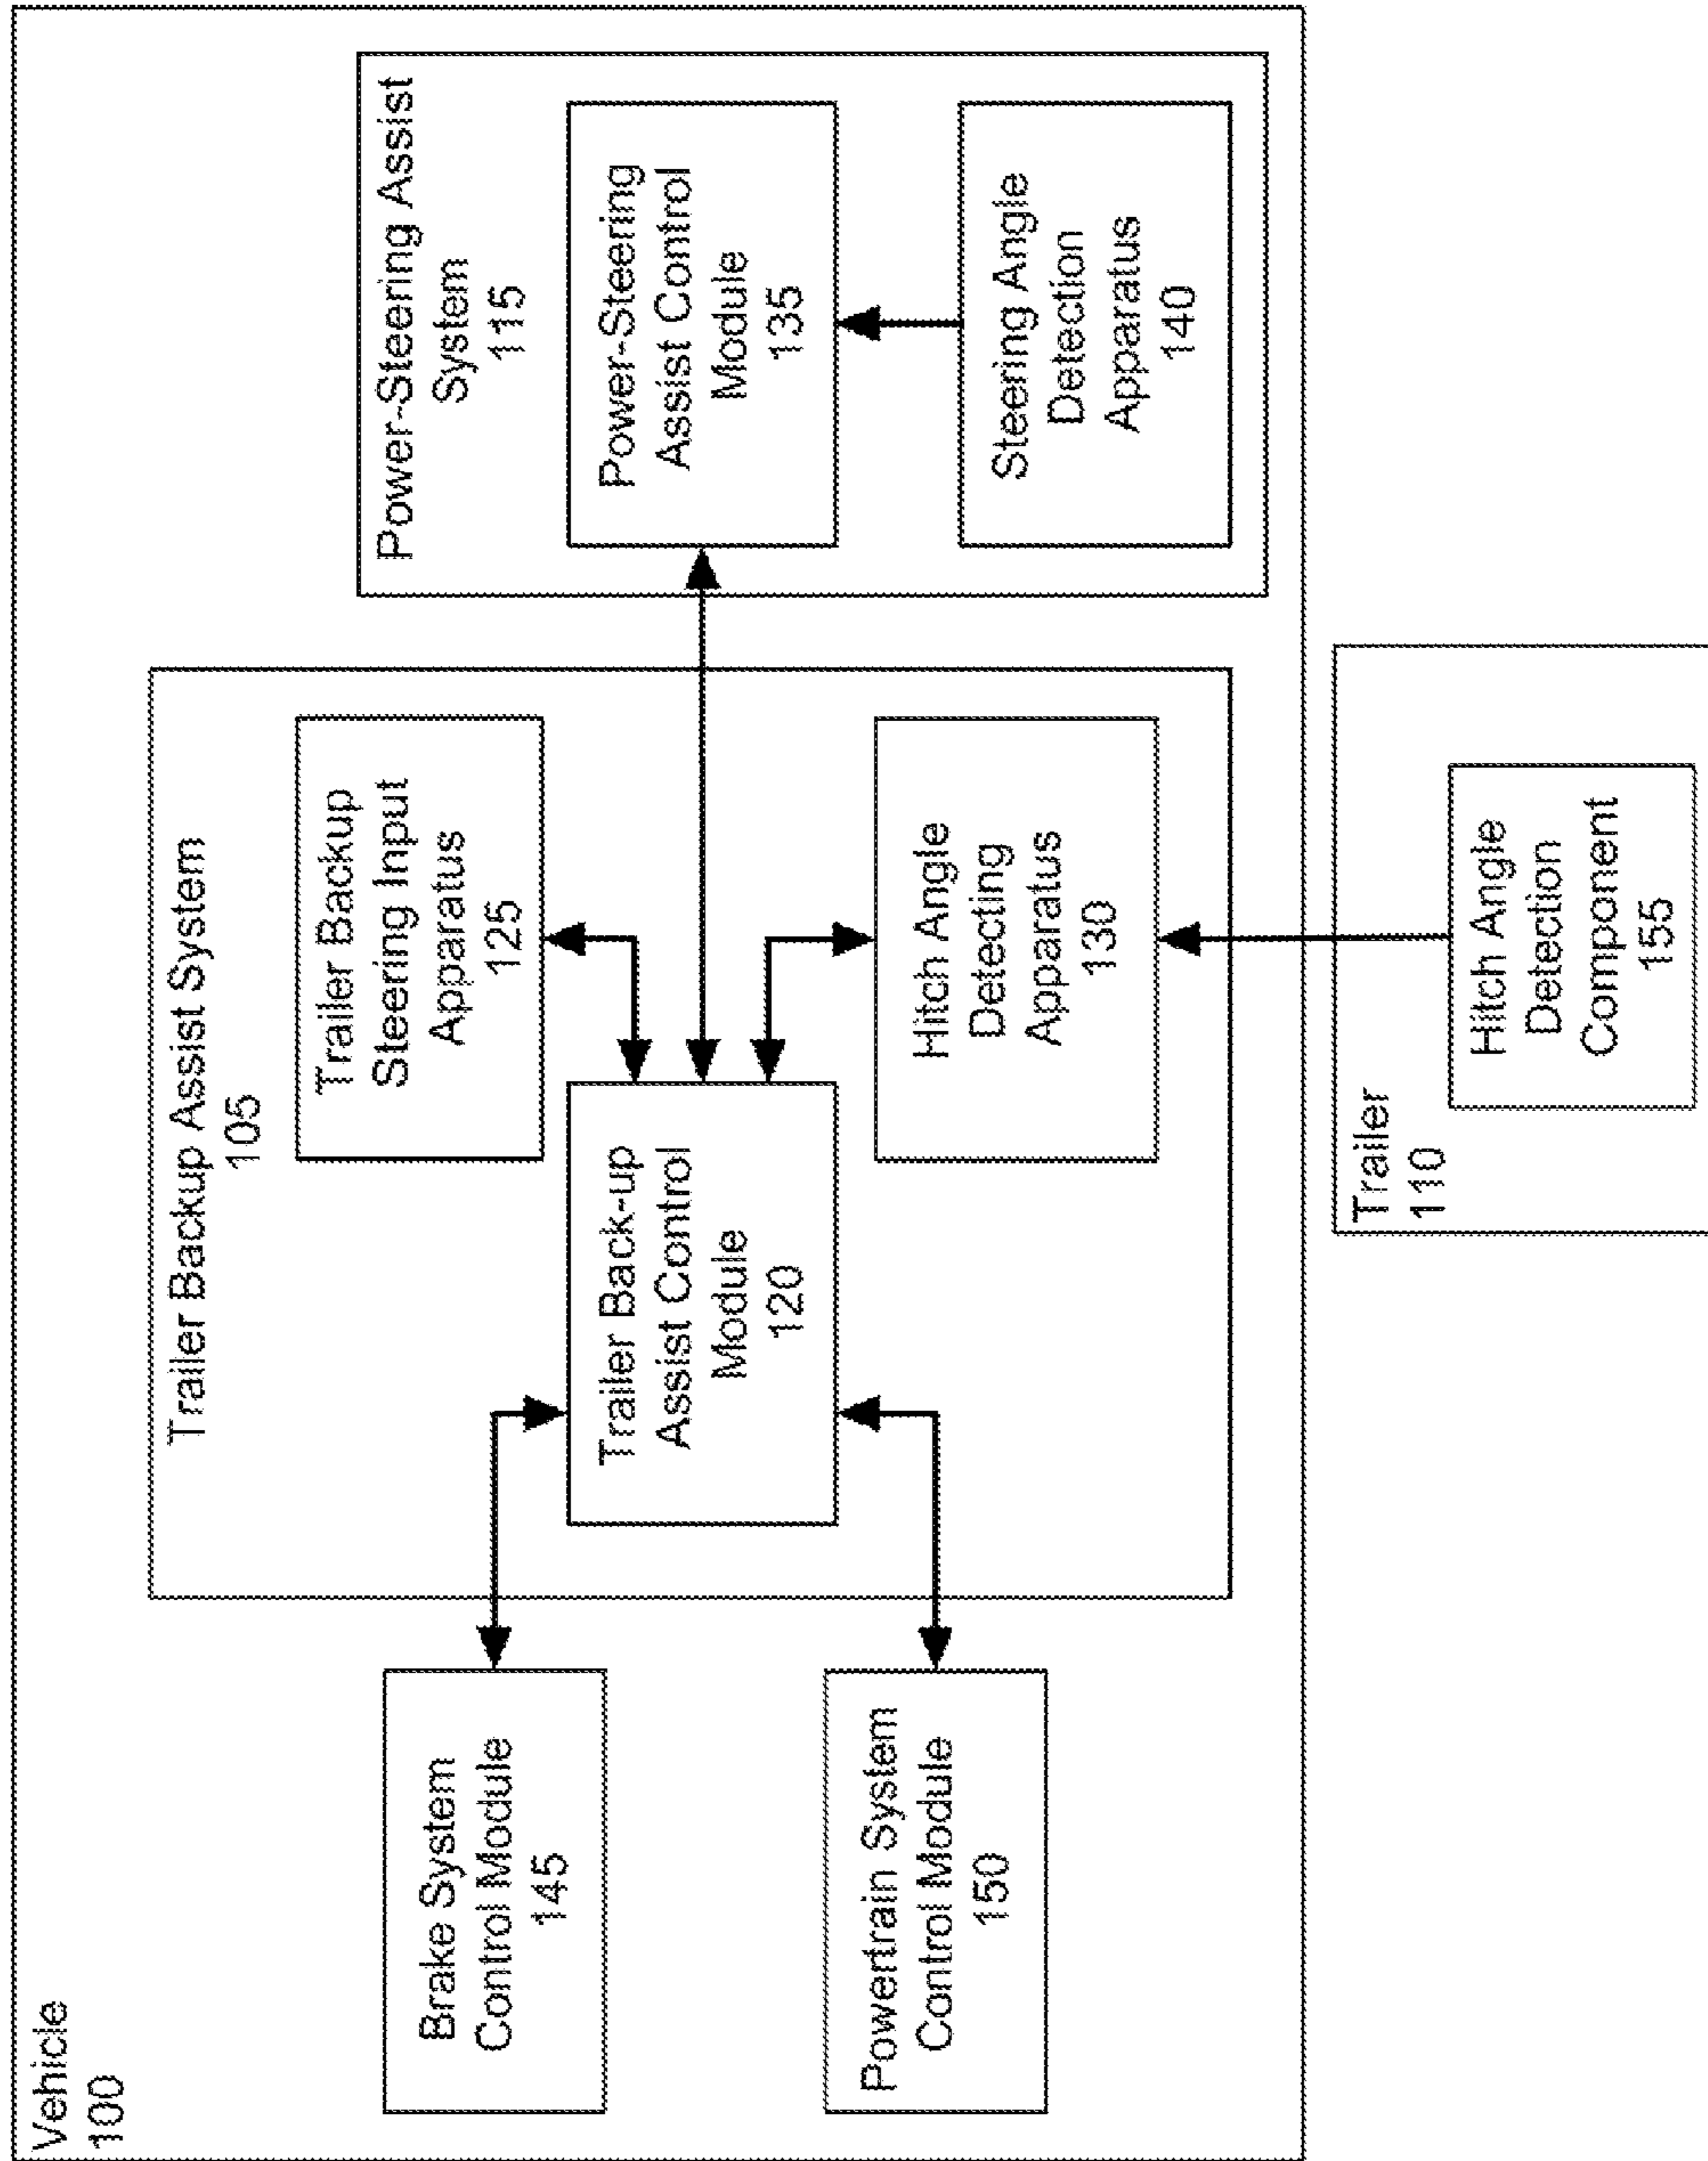 Vehicle
100
Trailer Backup Assist System
105
Power-Steering Assist
System
115
Brake System
Control Module
145
Trailer Backup
Steering Input
Apparatus
125
Trailer Back-up
Assist Control
Module
120
Power-Steering
Assist Control
Module
135
Powertrain System
Control Module
150
Hitch Angle
Detecting
Apparatus
130
Steering Angle
Detection
Apparatus
140
Trailer
110
Hitch Angle
Detection
Component
155